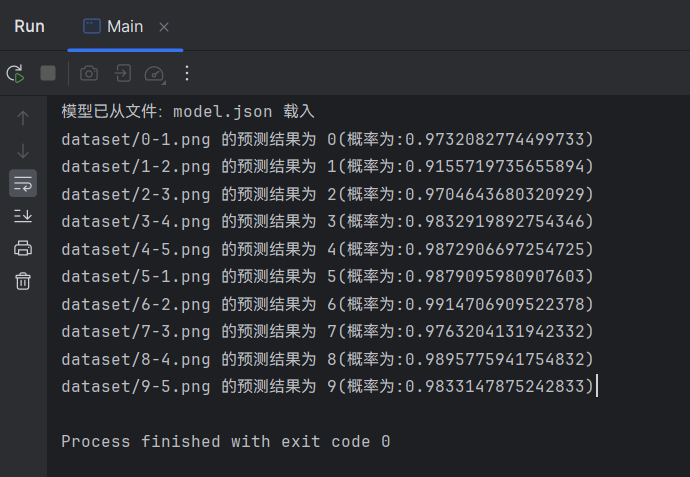 Run Main
模型已从文件: model.json 载入
dataset/0-1.png 的预测结果为 0(概率为:0.9732082774499733)
dataset/1-2.png 的预测结果为 1(概率为:0.9155719735655894)
dataset/2-3.png 的预测结果为 2(概率为:0.9704643680320929)
dataset/3-4.png 的预测结果为 3(概率为:0.9832919892754346)
dataset/4-5.png 的预测结果为 4(概率为:0.9872906697254725)
dataset/5-1.png 的预测结果为 5(概率为:0.9879095980907603)
dataset/6-2.png 的预测结果为 6(概率为:0.9914706909522378)
dataset/7-3.png 的预测结果为 7(概率为:0.9763204131942332)
dataset/8-4.png 的预测结果为 8(概率为:0.9895775941754832)
dataset/9-5.png 的预测结果为 9(概率为:0.9833147875242833)
Process finished with exit code 0